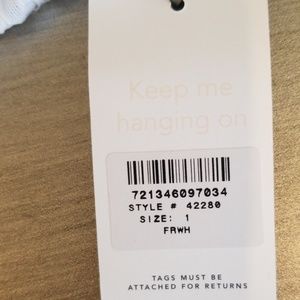 Keep me
hanging on
721346097034
STYLE # 42280
SIZE: 1
FRWH
TAGS MUST BE
ATTACHED FOR RETURNS